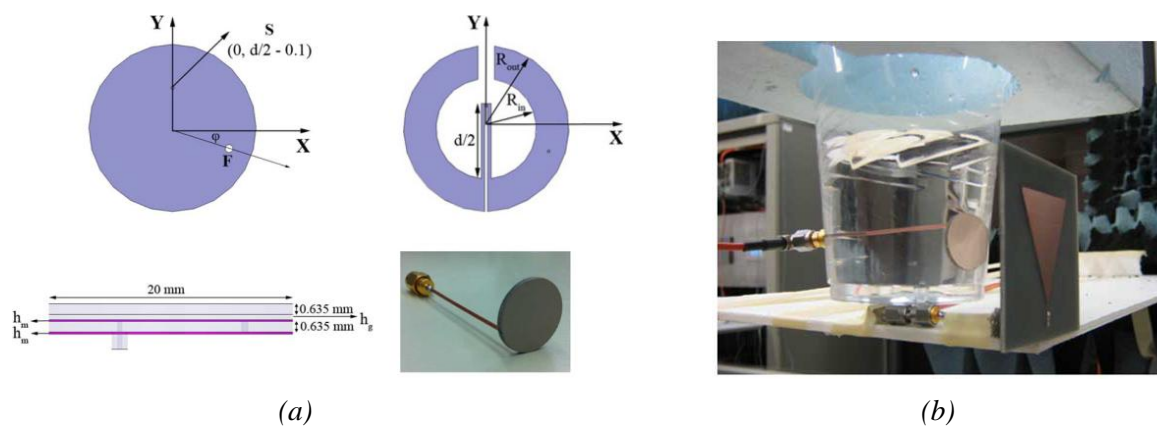 Y
S
(0, d/2 - 0.1)
X
φ
F
Y
R_out
R_in
d/2
X
20 mm
0.635 mm
h_m
h_g
h_m
0.635 mm
(a)
(b)